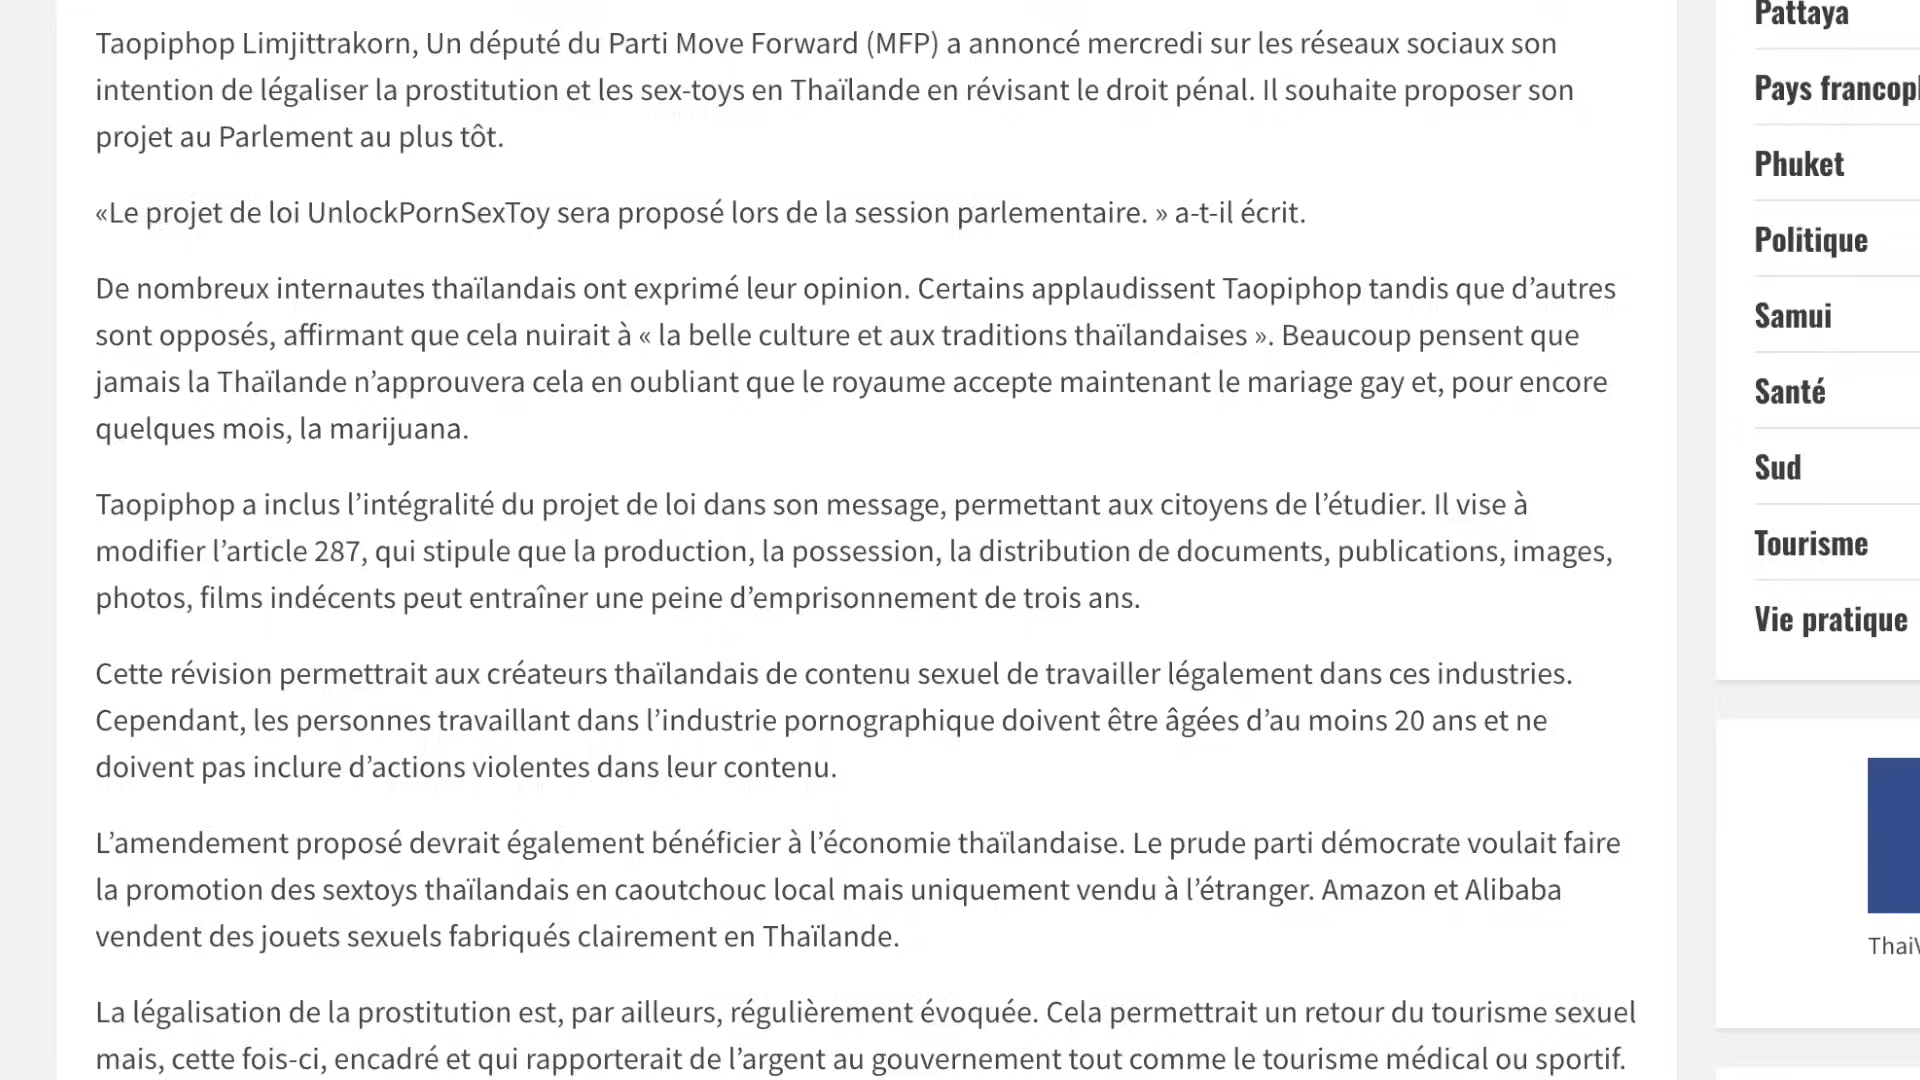 Taopiphop Limjittrakorn, Un député du Parti Move Forward (MFP) a annoncé mercredi sur les réseaux sociaux son
intention de légaliser la prostitution et les sex-toys en Thaïlande en révisant le droit pénal. Il souhaite proposer son
projet au Parlement au plus tôt.
«Le projet de loi UnlockPornSexToy sera proposé lors de la session parlementaire. » a-t-il écrit.
De nombreux internautes thaïlandais ont exprimé leur opinion. Certains applaudissent Taopiphop tandis que d’autres
sont opposés, affirmant que cela nuirait à « la belle culture et aux traditions thaïlandaises ». Beaucoup pensent que
jamais la Thaïlande n’approuvera cela en oubliant que le royaume accepte maintenant le mariage gay et, pour encore
quelques mois, la marijuana.
Taopiphop a inclus l’intégralité du projet de loi dans son message, permettant aux citoyens de l’étudier. Il vise à
modifier l’article 287, qui stipule que la production, la possession, la distribution de documents, publications, images,
photos, films indécents peut entraîner une peine d’emprisonnement de trois ans.
Cette révision permettrait aux créateurs thaïlandais de contenu sexuel de travailler légalement dans ces industries.
Cependant, les personnes travaillant dans l’industrie pornographique doivent être âgées d’au moins 20 ans et ne
doivent pas inclure d’actions violentes dans leur contenu.
L’amendement proposé devrait également bénéficier à l’économie thaïlandaise. Le prude parti démocrate voulait faire
la promotion des sextoys thaïlandais en caoutchouc local mais uniquement vendu à l’étranger. Amazon et Alibaba
vendent des jouets sexuels fabriqués clairement en Thaïlande.
La légalisation de la prostitution est, par ailleurs, régulièrement évoquée. Cela permettrait un retour du tourisme sexuel
mais, cette fois-ci, encadré et qui rapporterait de l’argent au gouvernement tout comme le tourisme médical ou sportif.
Pattaya
Pays francop
Phuket
Politique
Samui
Santé
Sud
Tourisme
Vie pratique
Thai